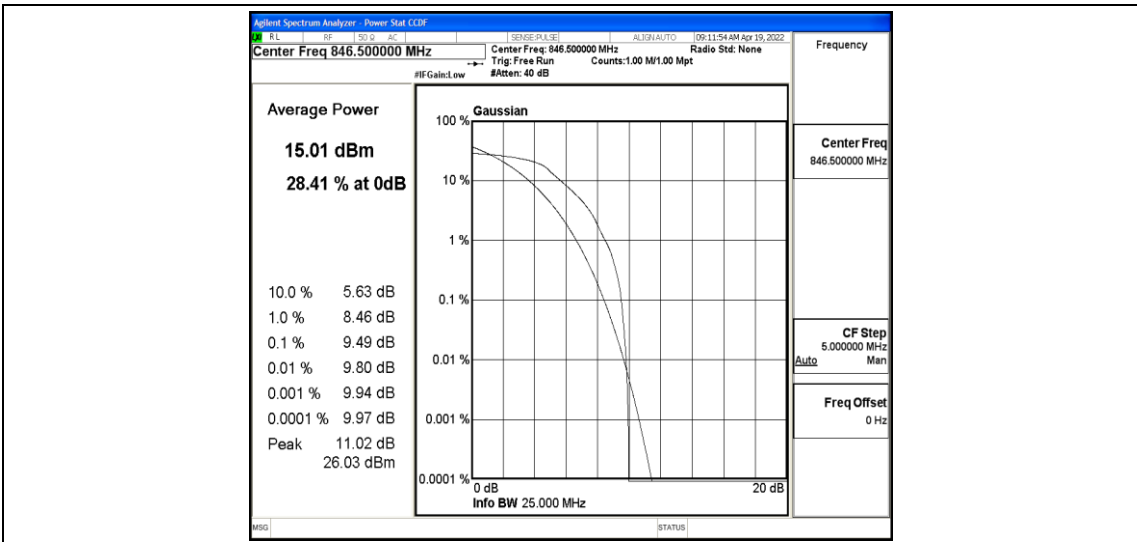 Agilent Spectrum Analyzer - Power Stat CCDF
LXI RL RF 50 Ω AC SENSE:PULSE ALIGNAUTO 09:11:54 AM Apr 19, 2022
Center Freq 846.500000 MHz
Center Freq: 846.500000 MHz Radio Std: None
Trig: Free Run Counts:1.00 M/1.00 Mpt
#IFGain:Low #Atten: 40 dB
Frequency
Average Power
15.01 dBm
28.41 % at 0dB
10.0 % 5.63 dB
1.0 % 8.46 dB
0.1 % 9.49 dB
0.01 % 9.80 dB
0.001 % 9.94 dB
0.0001 % 9.97 dB
Peak 11.02 dB
26.03 dBm
Gaussian
100 %
10 %
1 %
0.1 %
0.01 %
0.001 %
0.0001 %
0 dB 20 dB
Info BW 25.000 MHz
Center Freq
846.500000 MHz
CF Step
5.000000 MHz
Auto Man
Freq Offset
0 Hz
MSG STATUS